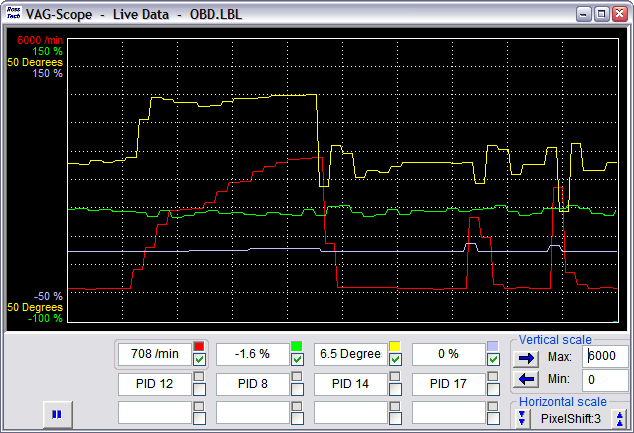 Ross Tech
VAG-Scope - Live Data - OBD.LBL
6000 /min
150 %
50 Degrees
150 %
-50 %
50 Degrees
-100 %
708 /min
-1.6 %
6.5 Degree
0 %
PID 12
PID 8
PID 14
PID 17
Vertical scale
Max: 6000
Min: 0
Horizontal scale
PixelShift:3